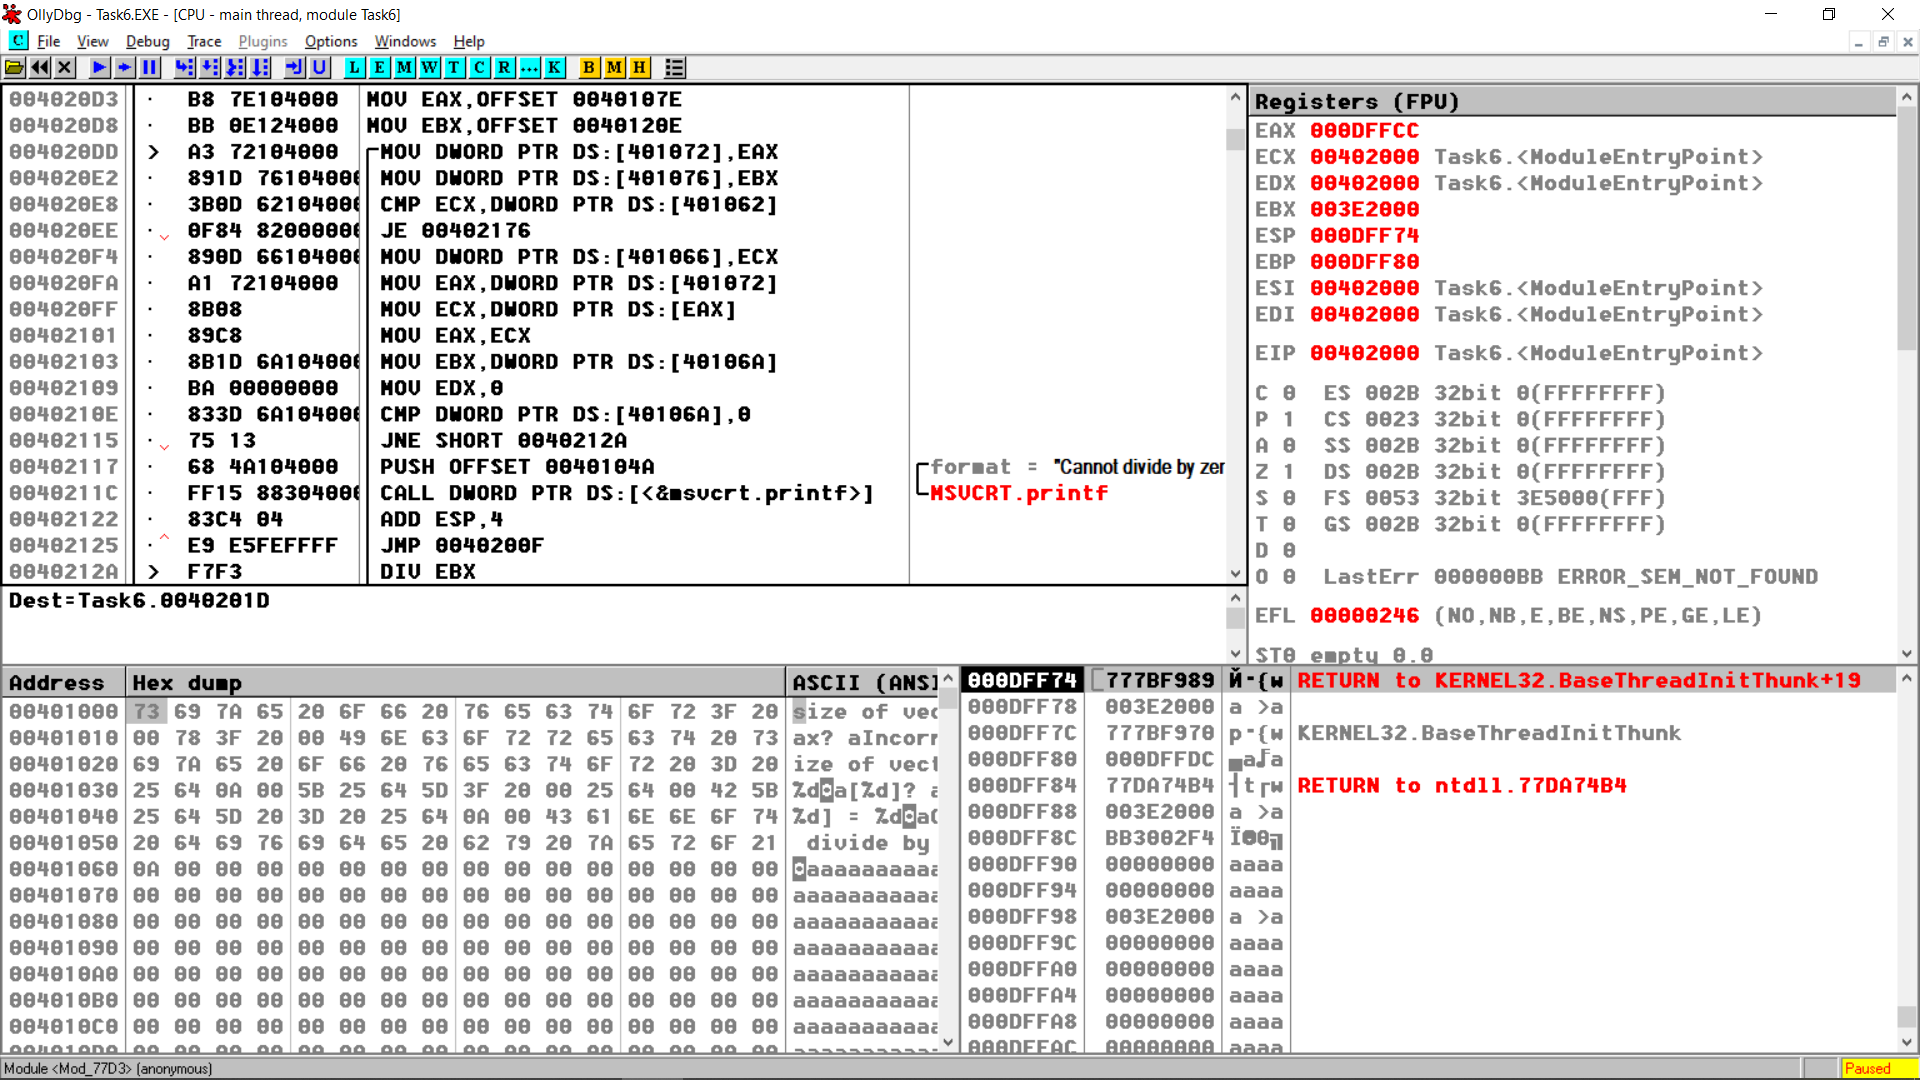 OllyDbg - Task6.EXE - [CPU - main thread, module Task6]
C File View Debug Trace Plugins Options Windows Help
L E M W T C R ... K B M H
004020D3 · B8 7E104000 MOV EAX,OFFSET 0040107E
004020D8 · BB 0E124000 MOV EBX,OFFSET 0040120E
004020DD > A3 72104000 MOV DWORD PTR DS:[401072],EAX
004020E2 · 891D 76104000 MOV DWORD PTR DS:[401076],EBX
004020E8 · 3B0D 62104000 CMP ECX,DWORD PTR DS:[401062]
004020EE · 0F84 82000000 JE 00402176
004020F4 · 890D 66104000 MOV DWORD PTR DS:[401066],ECX
004020FA · A1 72104000 MOV EAX,DWORD PTR DS:[401072]
004020FF · 8B08 MOV ECX,DWORD PTR DS:[EAX]
00402101 · 89C8 MOV EAX,ECX
00402103 · 8B1D 6A104000 MOV EBX,DWORD PTR DS:[40106A]
00402109 · BA 00000000 MOV EDX,0
0040210E · 833D 6A104000 CMP DWORD PTR DS:[40106A],0
00402115 · 75 13 JNE SHORT 0040212A
00402117 · 68 4A104000 PUSH OFFSET 0040104A format = "Cannot divide by zer
0040211C · FF15 88304000 CALL DWORD PTR DS:[<&msvcrt.printf>] MSVCRT.printf
00402122 · 83C4 04 ADD ESP,4
00402125 · E9 E5FEFFFF JMP 0040200F
0040212A > F7F3 DIV EBX
Dest=Task6.0040201D
Registers (FPU)
EAX 000DFFCC
ECX 00402000 Task6.<ModuleEntryPoint>
EDX 00402000 Task6.<ModuleEntryPoint>
EBX 003E2000
ESP 000DFF74
EBP 000DFF80
ESI 00402000 Task6.<ModuleEntryPoint>
EDI 00402000 Task6.<ModuleEntryPoint>
EIP 00402000 Task6.<ModuleEntryPoint>
C 0 ES 002B 32bit 0(FFFFFFFF)
P 1 CS 0023 32bit 0(FFFFFFFF)
A 0 SS 002B 32bit 0(FFFFFFFF)
Z 1 DS 002B 32bit 0(FFFFFFFF)
S 0 FS 0053 32bit 3E5000(FFF)
T 0 GS 002B 32bit 0(FFFFFFFF)
D 0
O 0 LastErr 000000BB ERROR_SEM_NOT_FOUND
EFL 00000246 (NO,NB,E,BE,NS,PE,GE,LE)
ST0 empty 0.0
Address Hex dump ASCII (ANSI
00401000 73 69 7A 65 20 6F 66 20 76 65 63 74 6F 72 3F 20 size of vec
00401010 00 78 3F 20 00 49 6E 63 6F 72 72 65 63 74 20 73 ax? aIncorr
00401020 69 7A 65 20 6F 66 20 76 65 63 74 6F 72 20 3D 20 ize of vect
00401030 25 64 0A 00 5B 25 64 5D 3F 20 00 25 64 00 42 5B %d◙a[%d]? a
00401040 25 64 5D 20 3D 20 25 64 0A 00 43 61 6E 6E 6F 74 %d] = %d◙aC
00401050 20 64 69 76 69 64 65 20 62 79 20 7A 65 72 6F 21 divide by
00401060 0A 00 00 00 00 00 00 00 00 00 00 00 00 00 00 00 ◙aaaaaaaaaa
00401070 00 00 00 00 00 00 00 00 00 00 00 00 00 00 00 00 aaaaaaaaaaa
00401080 00 00 00 00 00 00 00 00 00 00 00 00 00 00 00 00 aaaaaaaaaaa
00401090 00 00 00 00 00 00 00 00 00 00 00 00 00 00 00 00 aaaaaaaaaaa
004010A0 00 00 00 00 00 00 00 00 00 00 00 00 00 00 00 00 aaaaaaaaaaa
004010B0 00 00 00 00 00 00 00 00 00 00 00 00 00 00 00 00 aaaaaaaaaaa
004010C0 00 00 00 00 00 00 00 00 00 00 00 00 00 00 00 00 aaaaaaaaaaa
000DFF74 777BF989 RETURN to KERNEL32.BaseThreadInitThunk+19
000DFF78 003E2000 a >a
000DFF7C 777BF970 KERNEL32.BaseThreadInitThunk
000DFF80 000DFFDC
000DFF84 77DA74B4 RETURN to ntdll.77DA74B4
000DFF88 003E2000 a >a
000DFF8C BB3002F4
000DFF90 00000000 aaaa
000DFF94 00000000 aaaa
000DFF98 003E2000 a >a
000DFF9C 00000000 aaaa
000DFFA0 00000000 aaaa
000DFFA4 00000000 aaaa
000DFFA8 00000000 aaaa
000DFFAC 00000000 aaaa
Module <Mod_77D3> (anonymous)
Paused